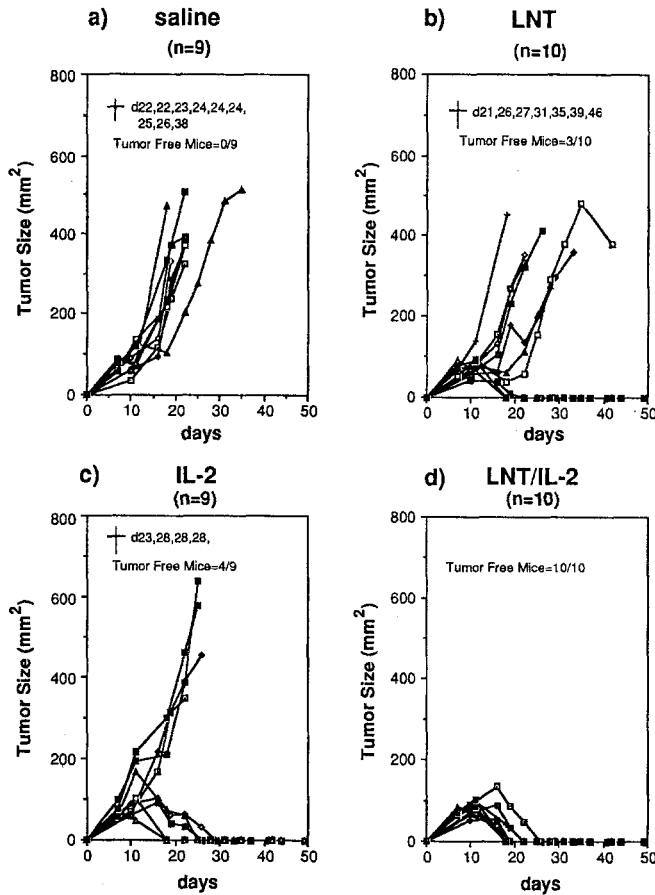 a) saline
(n=9)
800
600
400
200
0
Tumor Size (mm²)
d22,22,23,24,24,24,
25,26,38
Tumor Free Mice=0/9
0 10 20 30 40 50
days
b) LNT
(n=10)
800
600
400
200
0
Tumor Size (mm²)
d21,26,27,31,35,39,46
Tumor Free Mice=3/10
0 10 20 30 40 50
days
c) IL-2
(n=9)
800
600
400
200
0
Tumor Size (mm²)
d23,28,28,28,
Tumor Free Mice=4/9
0 10 20 30 40 50
days
d) LNT/IL-2
(n=10)
800
600
400
200
0
Tumor Size (mm²)
Tumor Free Mice=10/10
0 10 20 30 40 50
days